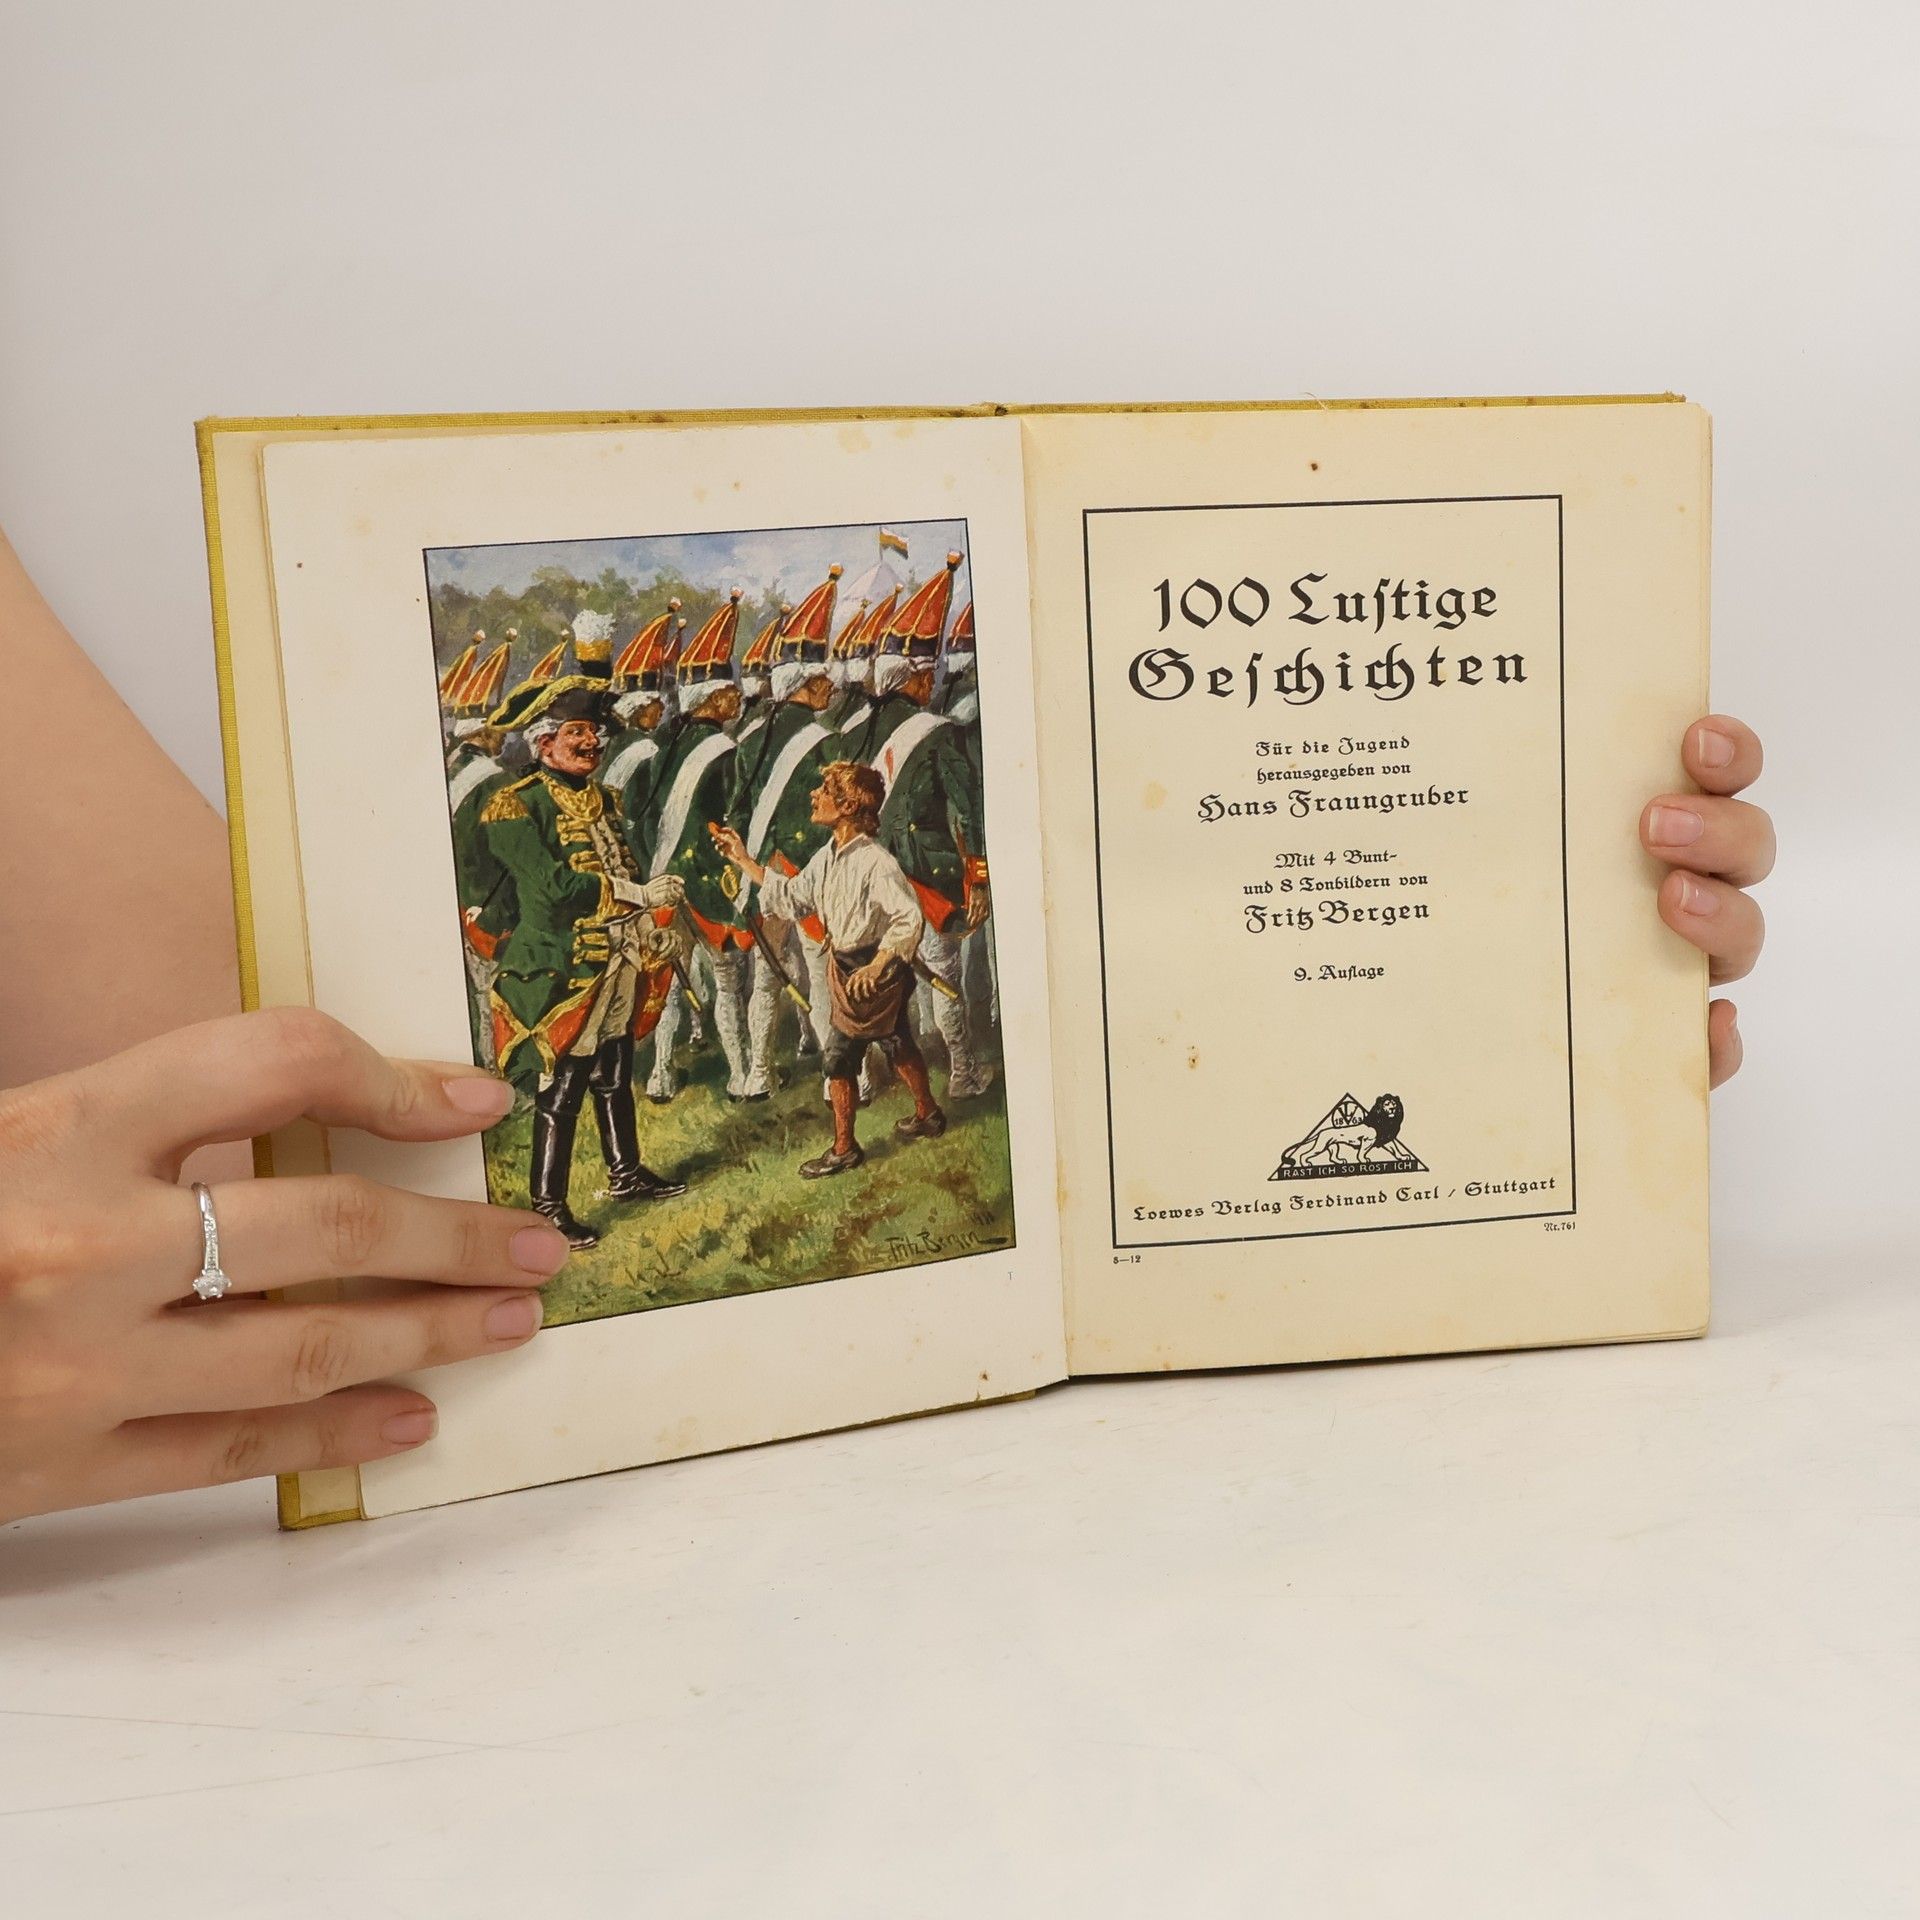 Fritz Bergen
T
100 Luſtige
Geſchichten
Für die Jugend
herausgegeben von
Hans Fraungruber
Mit 4 Bunt-
und 8 Tonbildern von
Fritz Bergen
9. Auflage
1863
RAST ICH SO ROST ICH
Loewes Verlag Ferdinand Carl / Stuttgart
Nr. 761
8—12